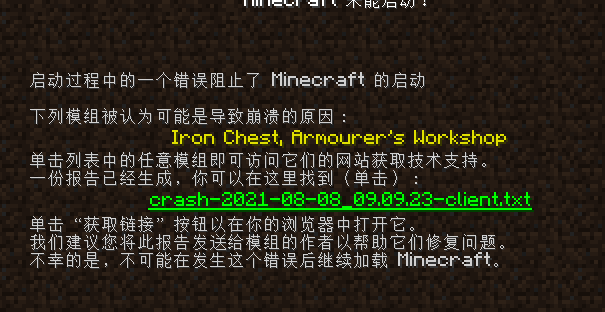 Minecraft 未能启动！
启动过程中的一个错误阻止了 Minecraft 的启动
下列模组被认为可能是导致崩溃的原因：
Iron Chest, Armourer's Workshop
单击列表中的任意模组即可访问它们的网站获取技术支持。
一份报告已经生成，你可以在这里找到（单击）：
crash-2021-08-08_09.09.23-client.txt
单击“获取链接”按钮以在你的浏览器中打开它。
我们建议您将此报告发送给模组的作者以帮助它们修复问题。
不幸的是，不可能在发生这个错误后继续加载 Minecraft。